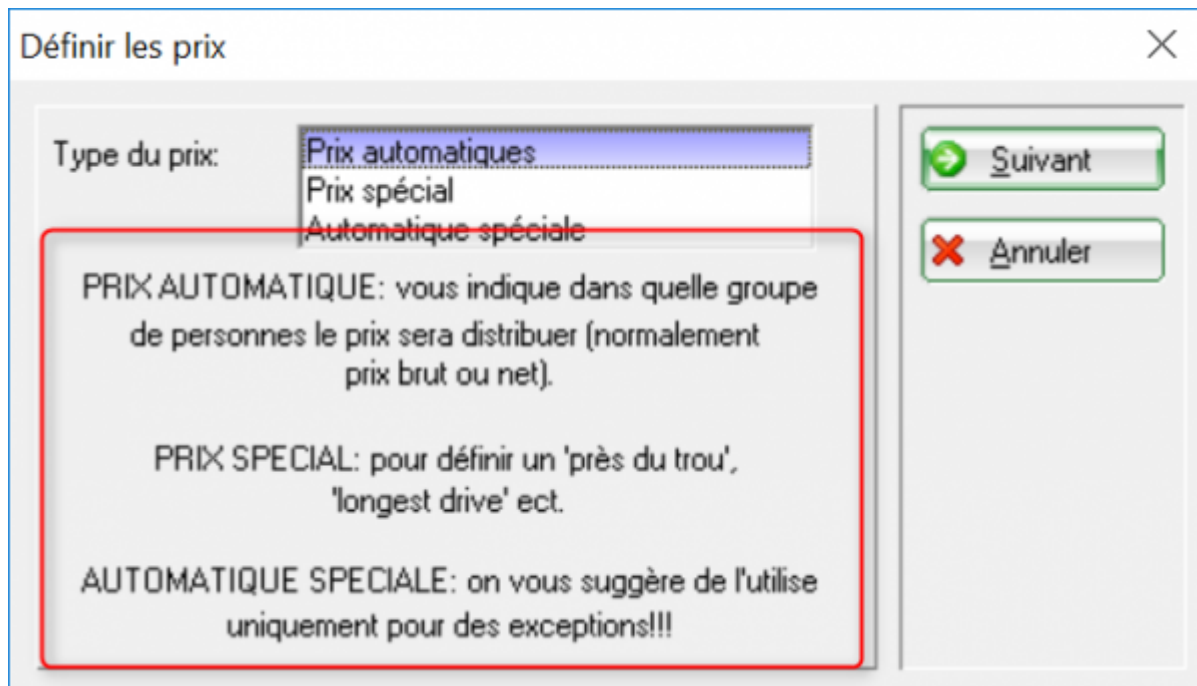 Définir les prix
Type du prix:
Prix automatiques
Prix spécial
Automatique spéciale
Suivant
Annuler
PRIX AUTOMATIQUE: vous indique dans quelle groupe
de personnes le prix sera distribuer (normalement
prix brut ou net).
PRIX SPECIAL: pour définir un 'près du trou',
'longest drive' ect.
AUTOMATIQUE SPECIALE: on vous suggère de l'utilise
uniquement pour des exceptions!!!